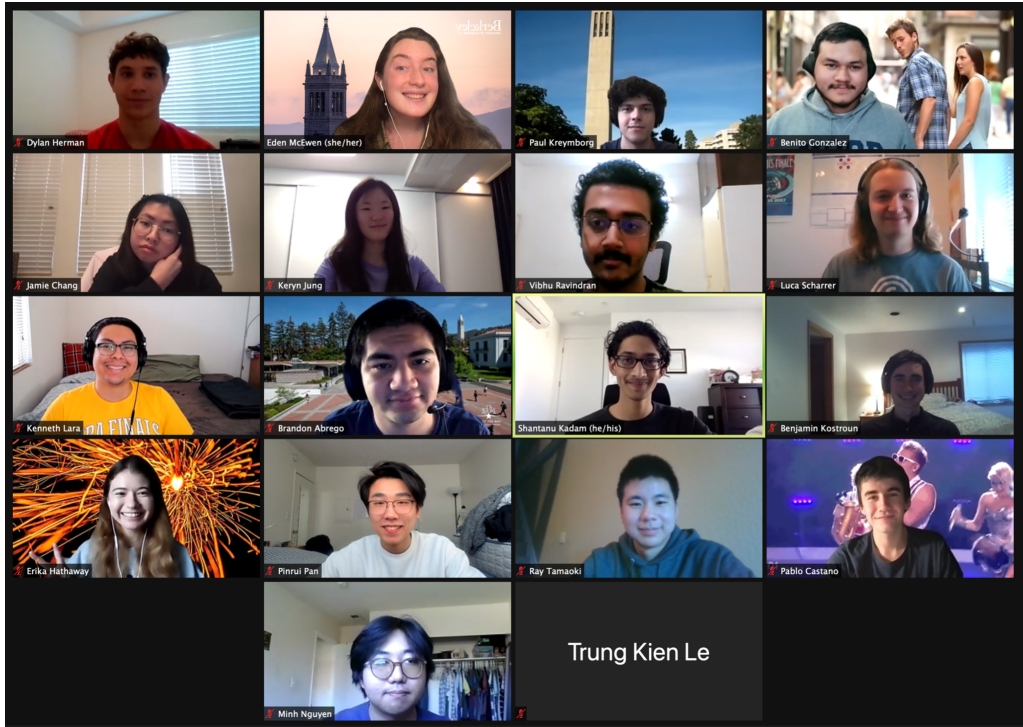 Berkeley
Dylan Herman
Eden McEwen (she/her)
Paul Kreymborg
Benito Gonzalez
Jamie Chang
Keryn Jung
Vibhu Ravindran
Luca Scharrer
Kenneth Lara
Brandon Abrego
Shantanu Kadam (he/his)
Benjamin Kostroun
Erika Hathaway
Pinrui Pan
Ray Tamaoki
Pablo Castano
Minh Nguyen
Trung Kien Le